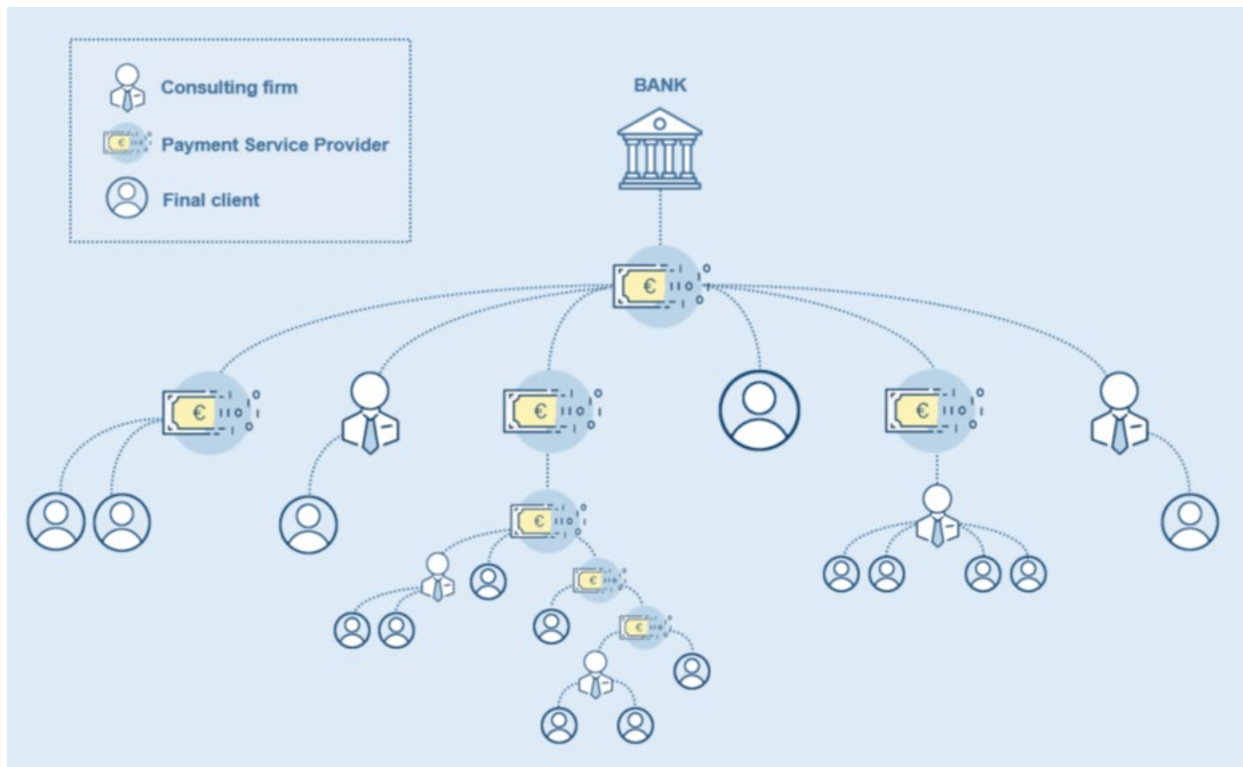 Consulting firm
Payment Service Provider
Final client
BANK
€
€
€
€
€
€
€
€